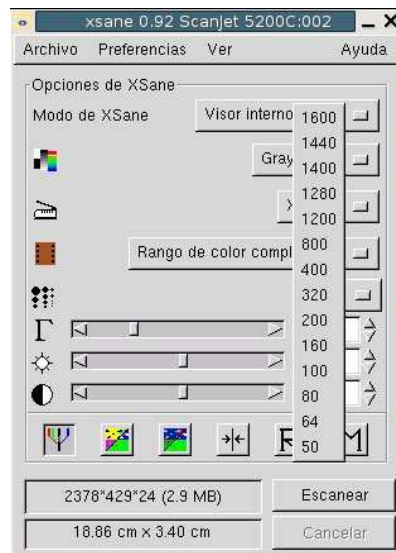 xsane 0.92 ScanJet 5200C:002
Archivo Preferencias Ver Ayuda
Opciones de XSane
Modo de XSane Visor interno
1600
1440
1400
1280
1200
800
400
320
200
160
100
80
64
50
Gray
Rango de color compl
2378*429*24 (2.9 MB) Escanear
18.86 cm × 3.40 cm Cancelar